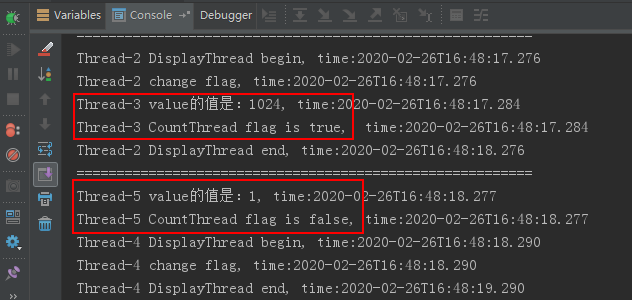 Variables Console Debugger
==================================================
Thread-2 DisplayThread begin, time:2020-02-26T16:48:17.276
Thread-2 change flag, time:2020-02-26T16:48:17.276
Thread-3 value的值是：1024, time:2020-02-26T16:48:17.284
Thread-3 CountThread flag is true, time:2020-02-26T16:48:17.284
Thread-2 DisplayThread end, time:2020-02-26T16:48:18.276
==================================================
Thread-5 value的值是：1, time:2020-02-26T16:48:18.277
Thread-5 CountThread flag is false, time:2020-02-26T16:48:18.277
Thread-4 DisplayThread begin, time:2020-02-26T16:48:18.290
Thread-4 change flag, time:2020-02-26T16:48:18.290
Thread-4 DisplayThread end, time:2020-02-26T16:48:19.290